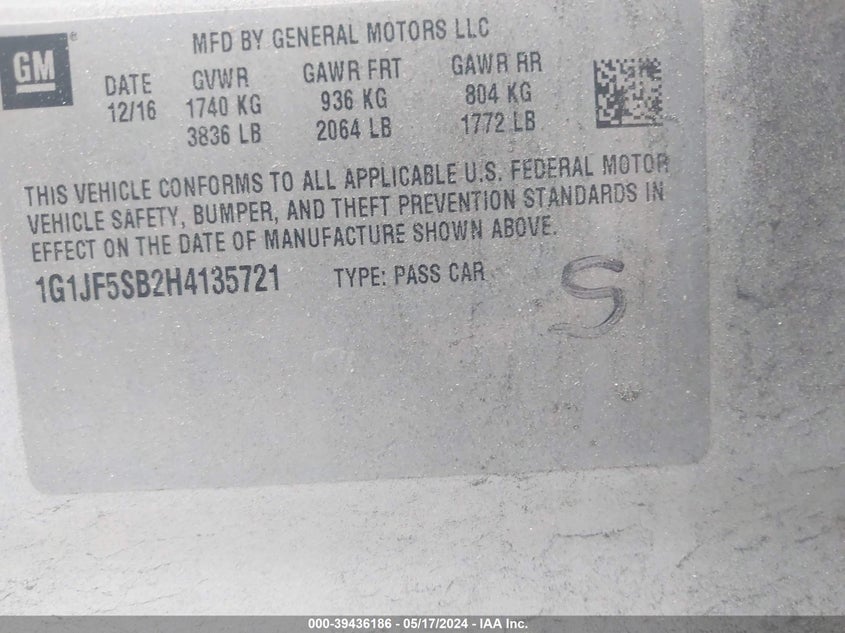 GM
MFD BY GENERAL MOTORS LLC
DATE GVWR GAWR FRT GAWR RR
12/16 1740 KG 936 KG 804 KG
3836 LB 2064 LB 1772 LB
THIS VEHICLE CONFORMS TO ALL APPLICABLE U.S. FEDERAL MOTOR
VEHICLE SAFETY, BUMPER, AND THEFT PREVENTION STANDARDS IN
EFFECT ON THE DATE OF MANUFACTURE SHOWN ABOVE.
1G1JF5SB2H4135721 TYPE: PASS CAR
S
000-39436186 - 05/17/2024 - IAA Inc.